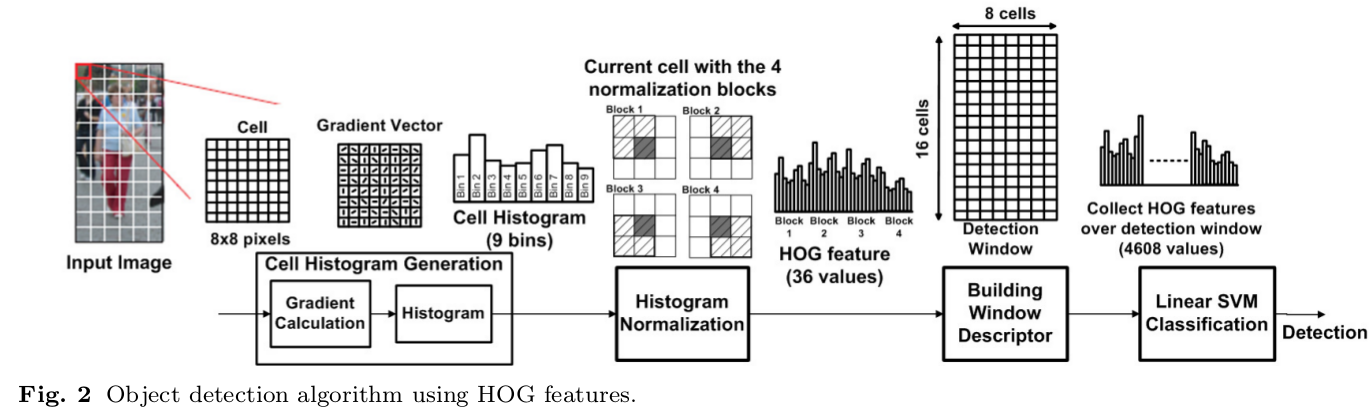 Input Image
Cell
8x8 pixels
Gradient Vector
Bin 1
Bin 2
Bin 3
Bin 4
Bin 5
Bin 6
Bin 7
Bin 8
Bin 9
Cell Histogram
(9 bins)
Current cell with the 4
normalization blocks
Block 1
Block 2
Block 3
Block 4
Block 1
Block 2
Block 3
Block 4
HOG feature
(36 values)
8 cells
16 cells
Detection
Window
Collect HOG features
over detection window
(4608 values)
Cell Histogram Generation
Gradient
Calculation
Histogram
Histogram
Normalization
Building
Window
Descriptor
Linear SVM
Classification
Detection
Fig. 2 Object detection algorithm using HOG features.